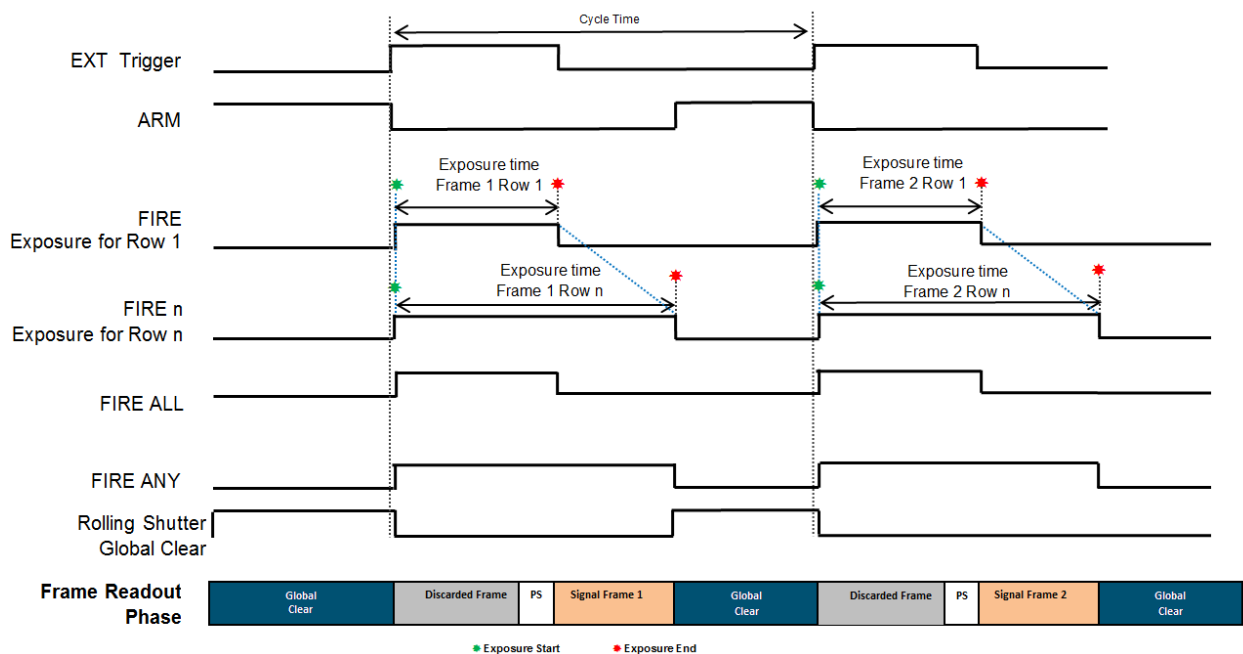 Cycle Time
EXT Trigger
ARM
Exposure time
Frame 1 Row 1
Exposure time
Frame 2 Row 1
FIRE
Exposure for Row 1
Exposure time
Frame 1 Row n
Exposure time
Frame 2 Row n
FIRE n
Exposure for Row n
FIRE ALL
FIRE ANY
Rolling Shutter
Global Clear
Frame Readout
Phase
Global
Clear
Discarded Frame
PS
Signal Frame 1
Global
Clear
Discarded Frame
PS
Signal Frame 2
Global
Clear
Exposure Start
Exposure End